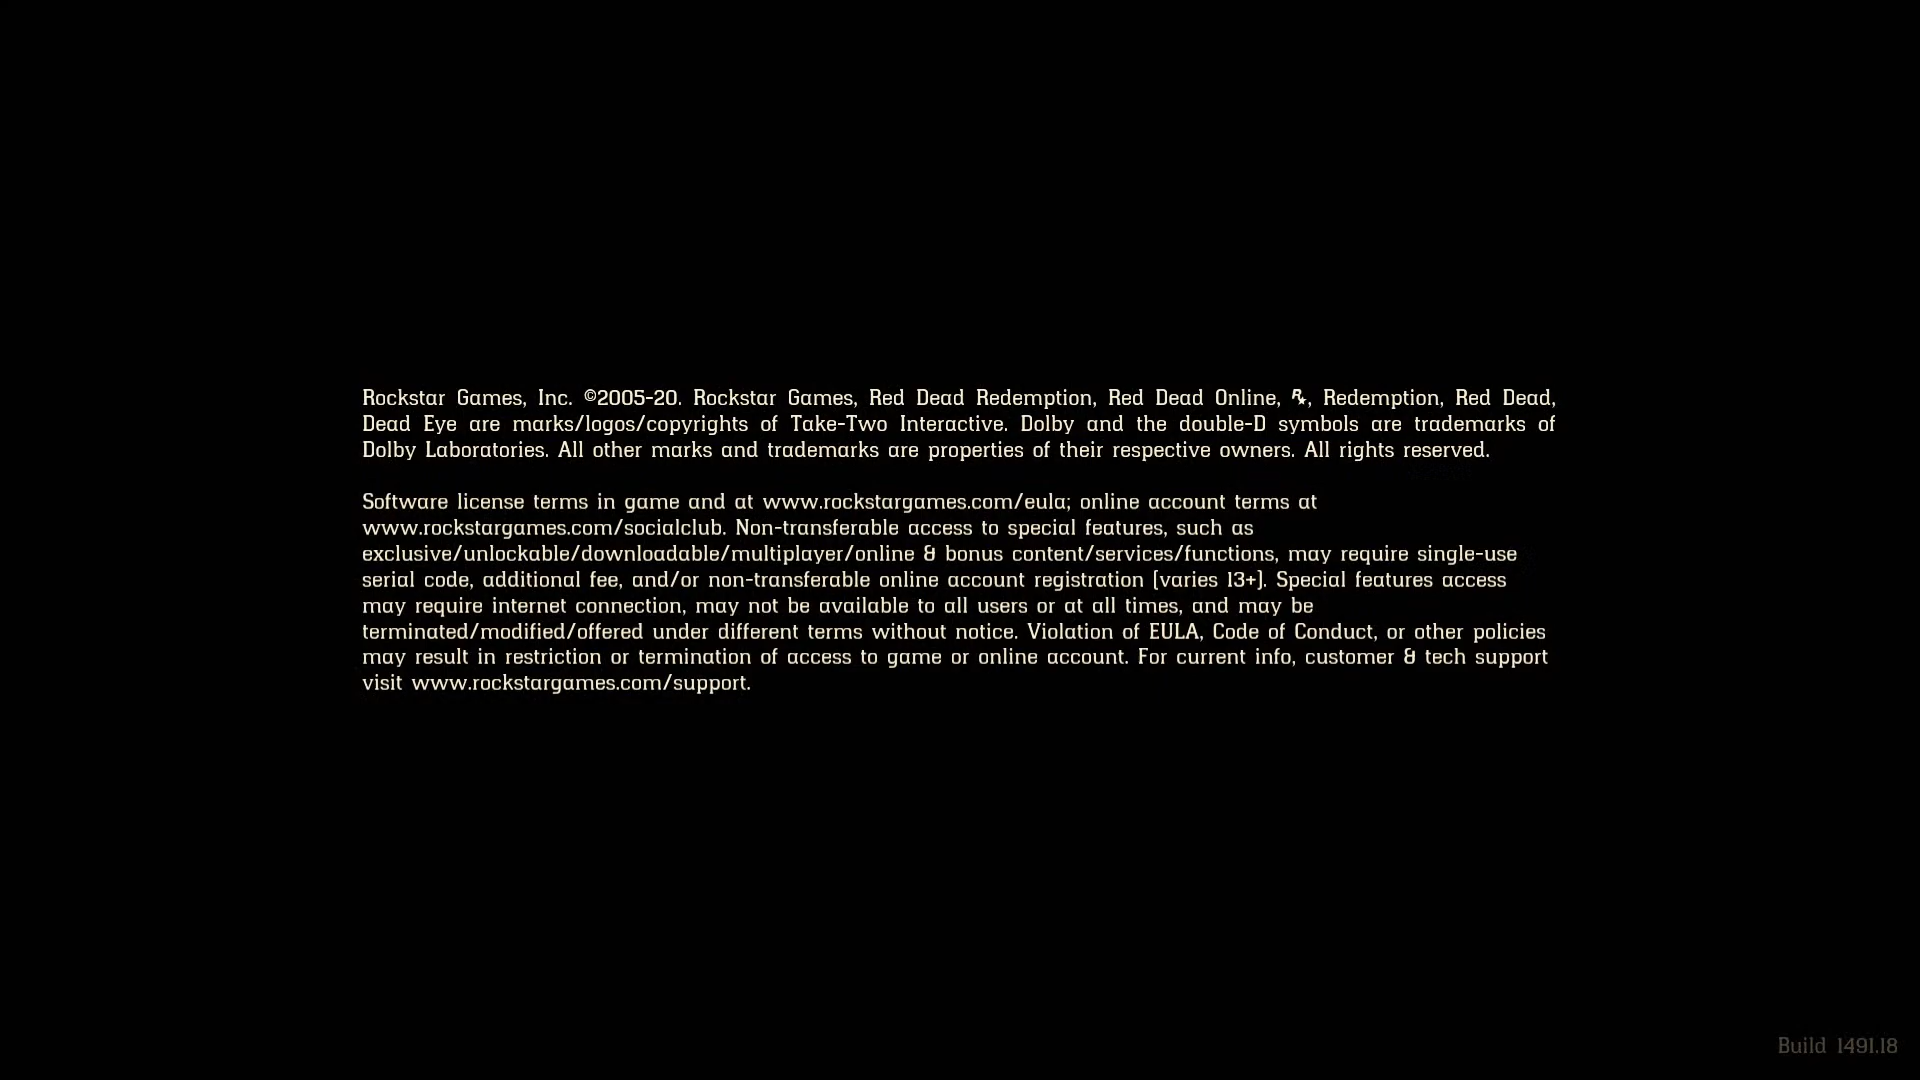 Rockstar Games, Inc. ©2005-20. Rockstar Games, Red Dead Redemption, Red Dead Online, R★, Redemption, Red Dead,
Dead Eye are marks/logos/copyrights of Take-Two Interactive. Dolby and the double-D symbols are trademarks of
Dolby Laboratories. All other marks and trademarks are properties of their respective owners. All rights reserved.
Software license terms in game and at www.rockstargames.com/eula; online account terms at
www.rockstargames.com/socialclub. Non-transferable access to special features, such as
exclusive/unlockable/downloadable/multiplayer/online & bonus content/services/functions, may require single-use
serial code, additional fee, and/or non-transferable online account registration (varies 13+). Special features access
may require internet connection, may not be available to all users or at all times, and may be
terminated/modified/offered under different terms without notice. Violation of EULA, Code of Conduct, or other policies
may result in restriction or termination of access to game or online account. For current info, customer & tech support
visit www.rockstargames.com/support.
Build 1491.18